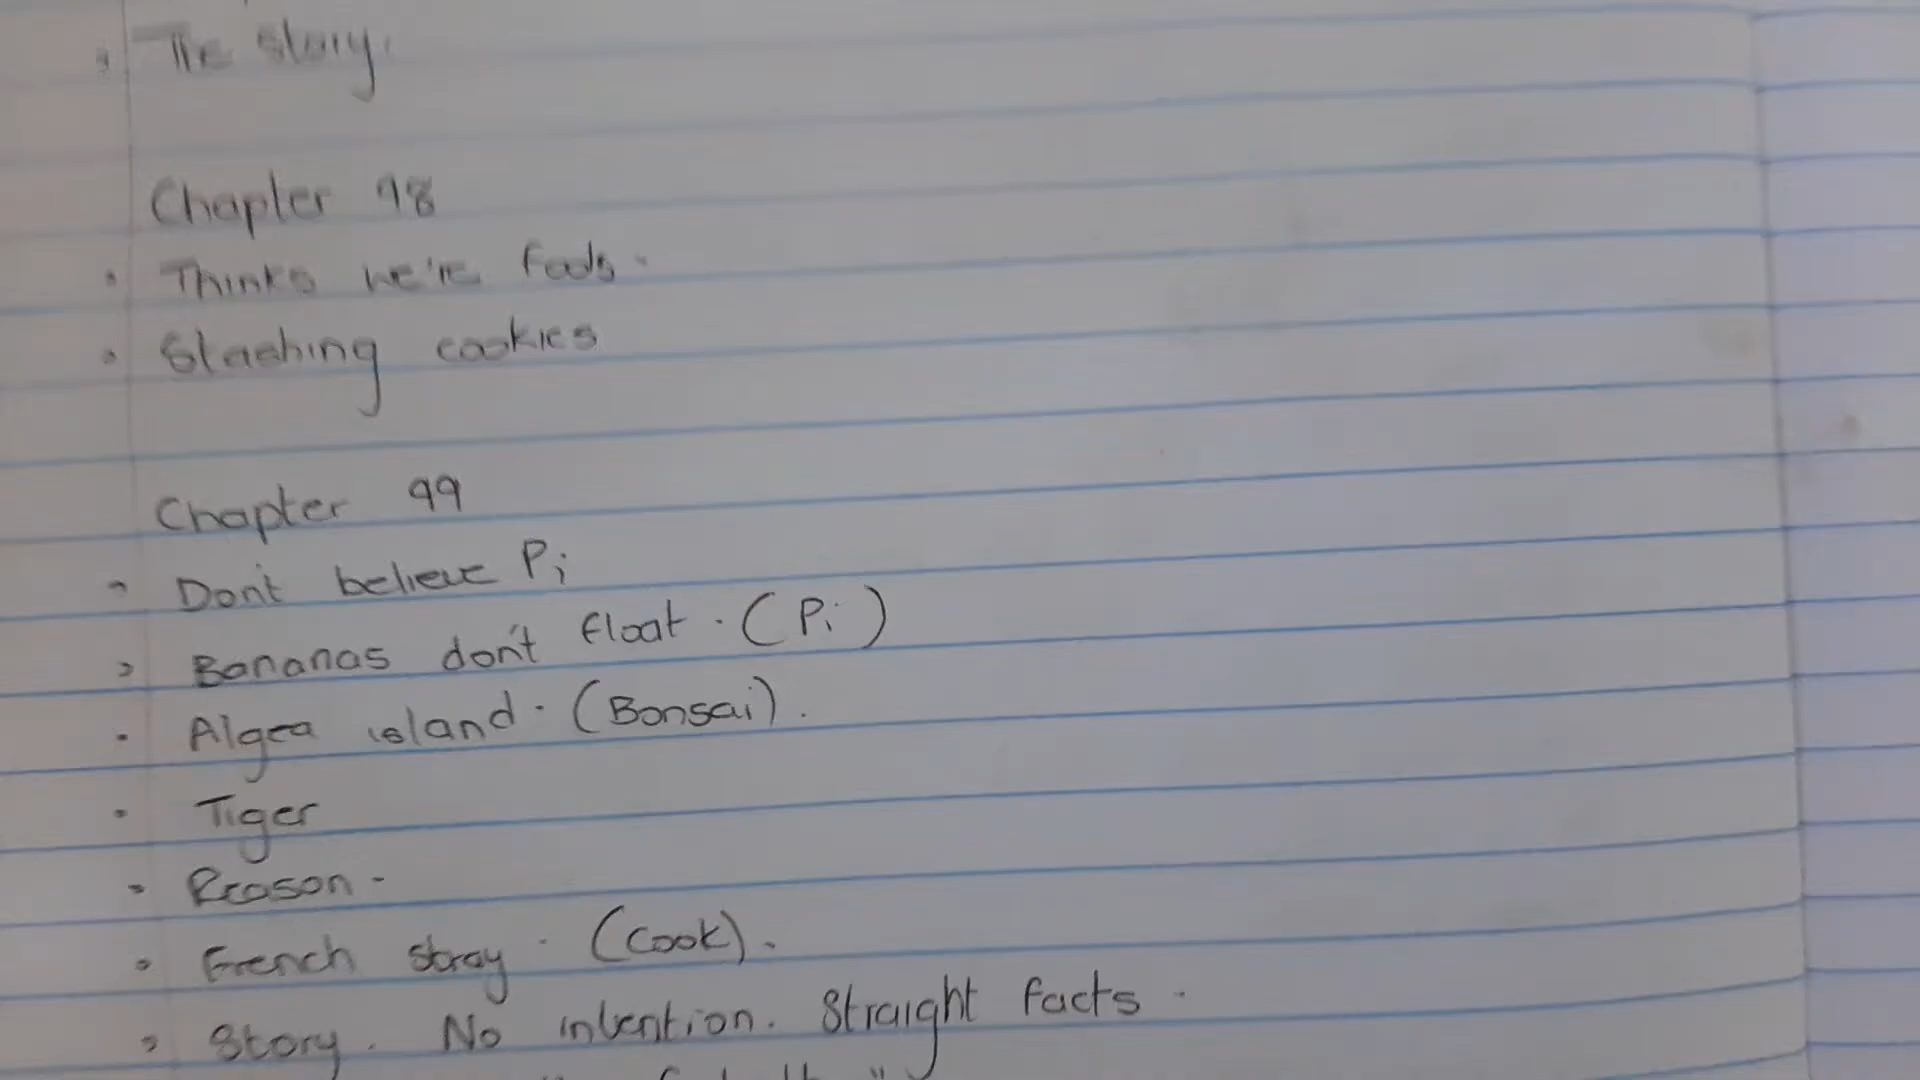 • The story.
Chapter 98
• Thinks we're fools.
• Stashing cookies
Chapter 99
• Don't believe Pi
• Bananas don't float. (Pi)
• Algea island. (Bonsai).
• Tiger
• Reason.
• French story. (Cook).
• Story. No intention. Straight facts.